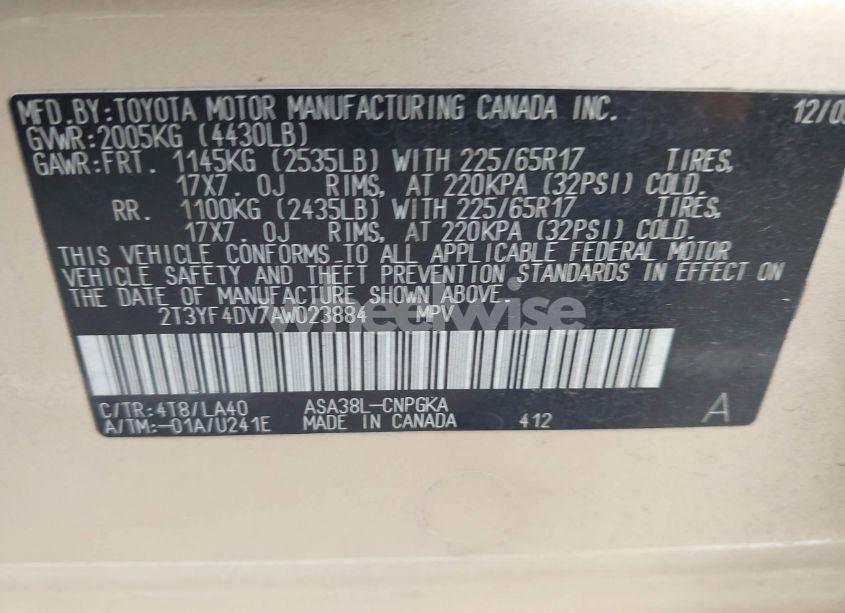 MFD.BY:TOYOTA MOTOR MANUFACTURING CANADA INC. 12/0
GVWR:2005KG (4430LB)
GAWR:FRT. 1145KG (2535LB) WITH 225/65R17 TIRES,
17X7.0J RIMS, AT 220KPA (32PSI) COLD.
RR. 1100KG (2435LB) WITH 225/65R17 TIRES,
17X7.0J RIMS, AT 220KPA (32PSI) COLD.
THIS VEHICLE CONFORMS TO ALL APPLICABLE FEDERAL MOTOR
VEHICLE SAFETY AND THEFT PREVENTION STANDARDS IN EFFECT ON
THE DATE OF MANUFACTURE SHOWN ABOVE.
2T3YF4DV7AW023884 MPV
wheelwise
C/TR:4T8/LA40 ASA38L-CNPGKA
A/TM:-01A/U241E MADE IN CANADA 412 A